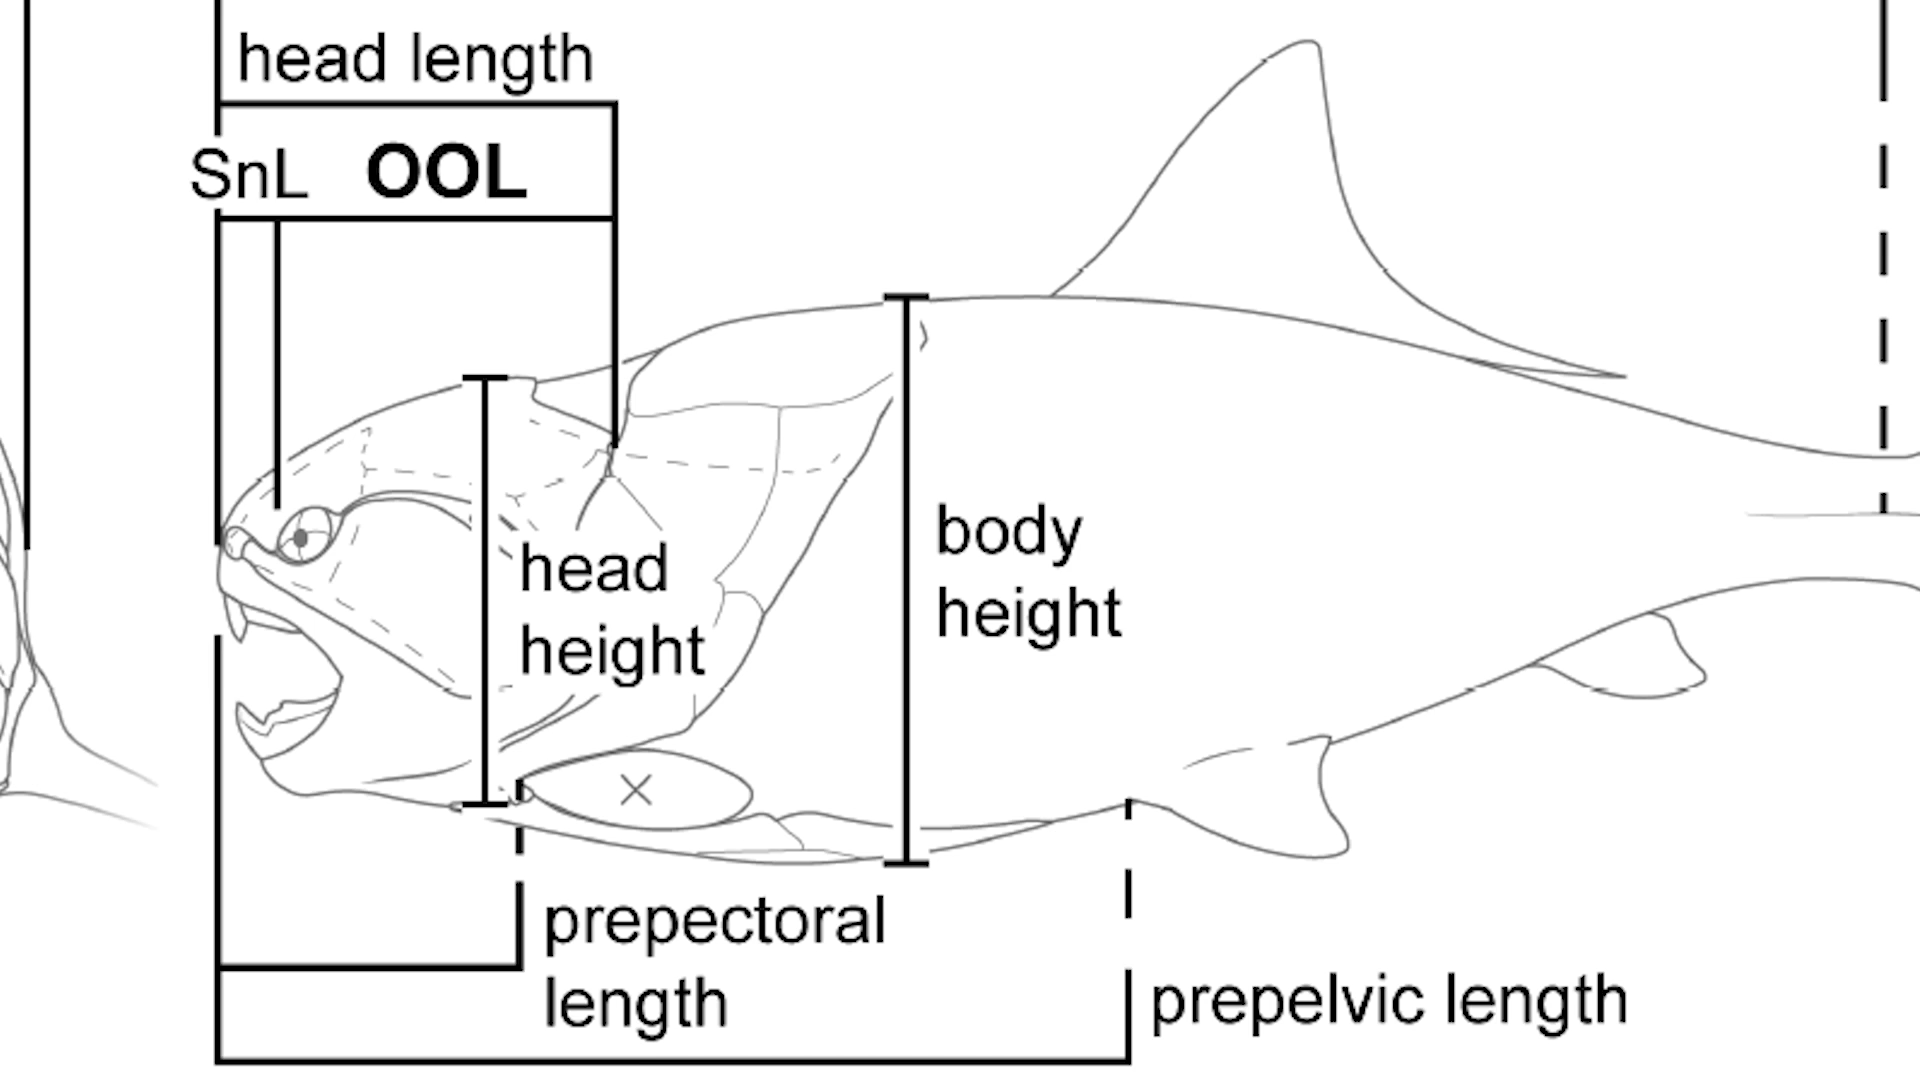 head length
SnL OOL
head
height
body
height
prepectoral
length
prepelvic length